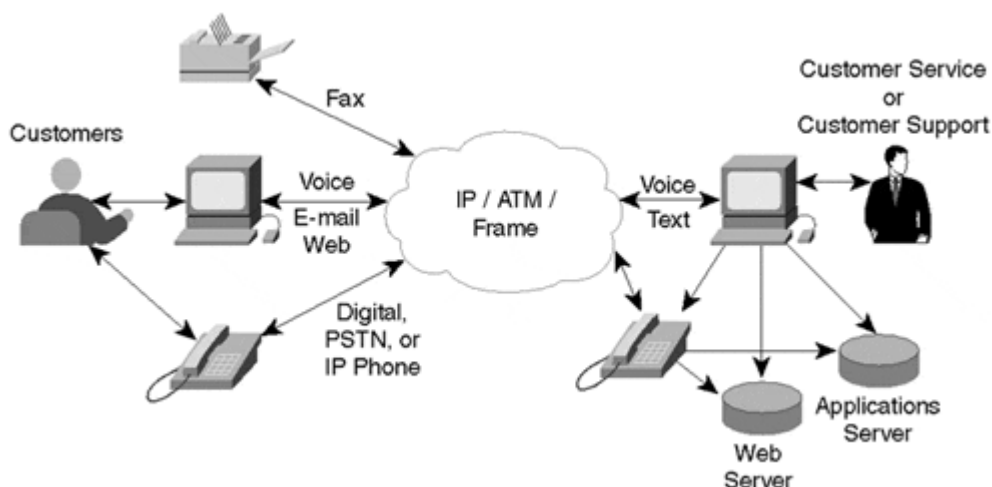 Fax
Customer Service
or
Customer Support
Customers
Voice
E-mail
Web
IP / ATM /
Frame
Voice
Text
Digital,
PSTN, or
IP Phone
Applications
Server
Web
Server